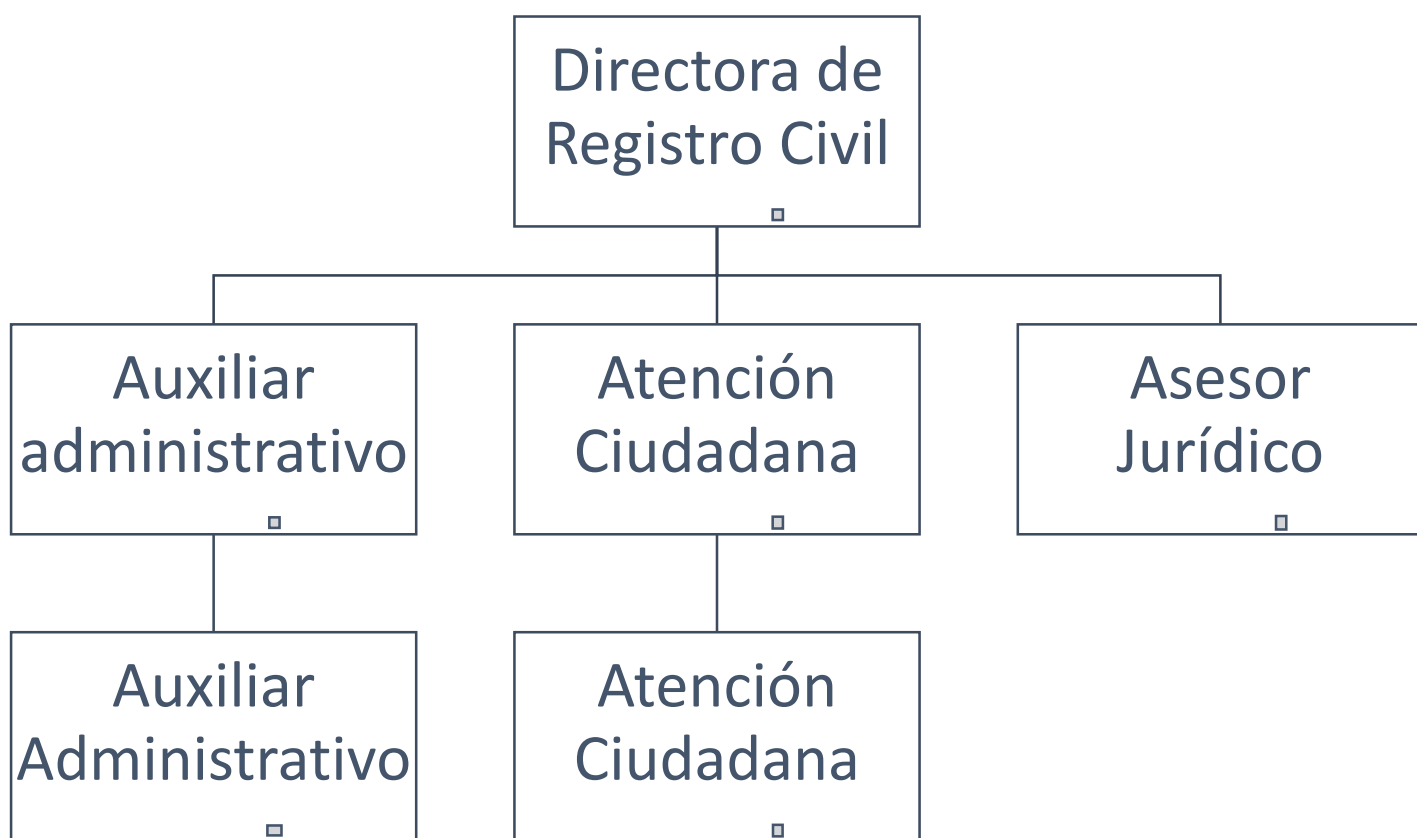 Directora de
Registro Civil
Auxiliar
administrativo
Atención
Ciudadana
Asesor
Jurídico
Auxiliar
Administrativo
Atención
Ciudadana